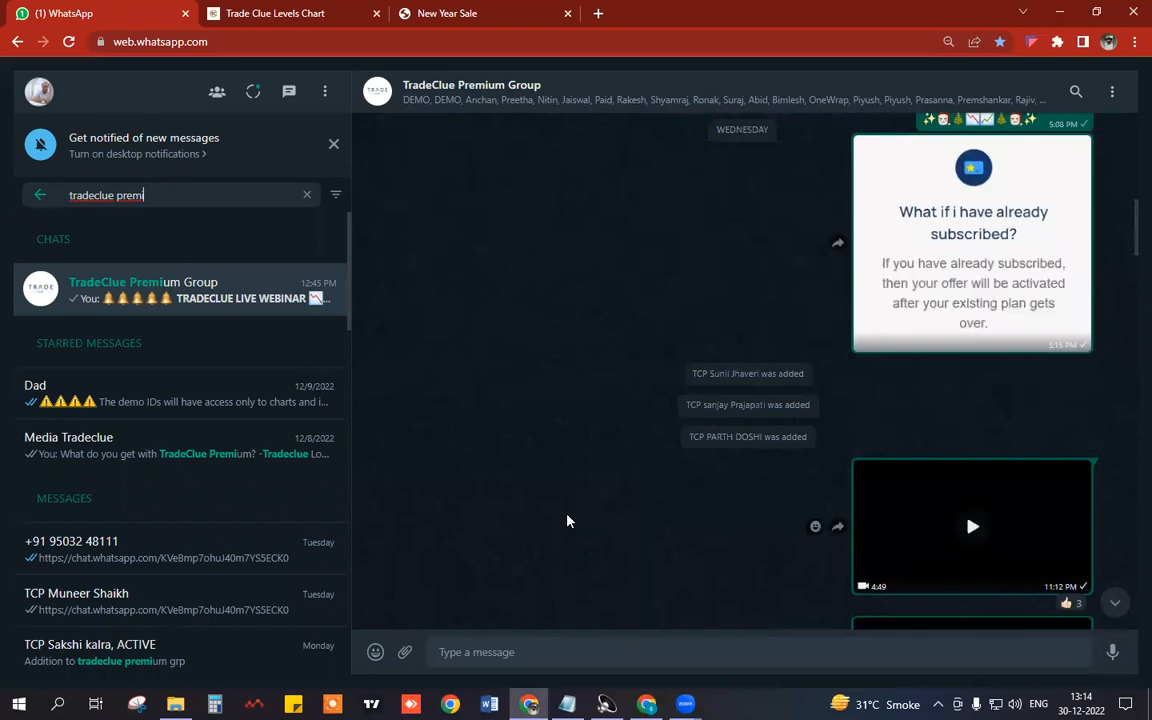 (1) WhatsApp
Trade Clue Levels Chart
New Year Sale
web.whatsapp.com
Get notified of new messages
Turn on desktop notifications >
tradeclue premi
CHATS
TRADE
TradeClue Premium Group
12:45 PM
You: 🔔🔔🔔🔔🔔 TRADECLUE LIVE WEBINAR 📉...
STARRED MESSAGES
Dad
12/9/2022
⚠️⚠️⚠️⚠️ The demo IDs will have access only to charts and i...
Media Tradeclue
12/8/2022
You: What do you get with TradeClue Premium? -Tradeclue Lo...
MESSAGES
+91 95032 48111
Tuesday
https://chat.whatsapp.com/KVeBmp7ohuJ40m7YS5ECK0
TCP Muneer Shaikh
Tuesday
https://chat.whatsapp.com/KVeBmp7ohuJ40m7YS5ECK0
TCP Sakshi kalra, ACTIVE
Monday
Addition to tradeclue premium grp
TRADE
TradeClue Premium Group
DEMO, DEMO, Anchan, Preetha, Nitin, Jaiswal, Paid, Rakesh, Shyamraj, Ronak, Suraj, Abid, Bimlesh, OneWrap, Piyush, Piyush, Prasanna, Premshankar, Rajiv, ...
✨🎅🎄📉📈🎄🎅✨
5:08 PM
WEDNESDAY
What if i have already
subscribed?
If you have already subscribed,
then your offer will be activated
after your existing plan gets
over.
5:15 PM
TCP Sunil Jhaveri was added
TCP sanjay Prajapati was added
TCP PARTH DOSHI was added
4:49
11:12 PM
👍 3
Type a message
31°C Smoke
ENG
13:14
30-12-2022